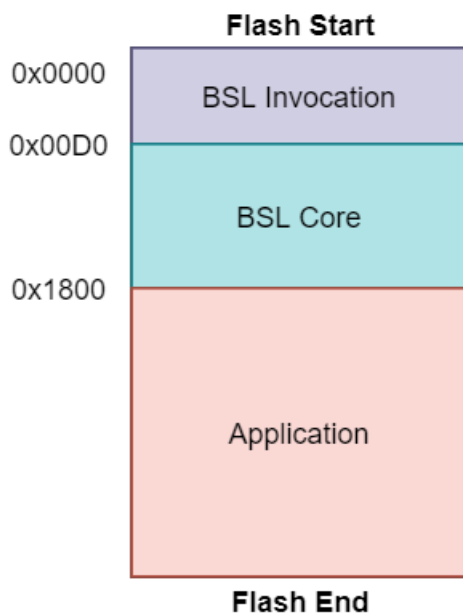 Flash Start
0x0000
BSL Invocation
0x00D0
BSL Core
0x1800
Application
Flash End